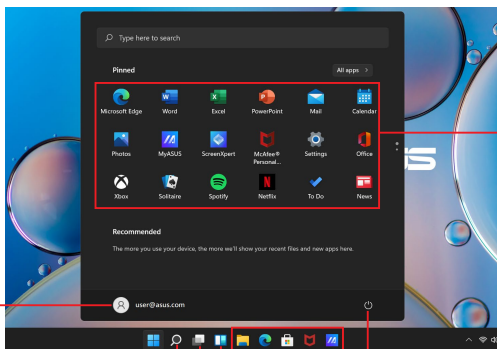 Type here to search
Pinned
All apps >
Microsoft Edge
Word
Excel
PowerPoint
Mail
Calendar
Photos
MyASUS
ScreenXpert
McAfee®
Personal...
Settings
Office
Xbox
Solitaire
Spotify
Netflix
To Do
News
Recommended
The more you use your device, the more we'll show your recent files and new apps here.
user@asus.com